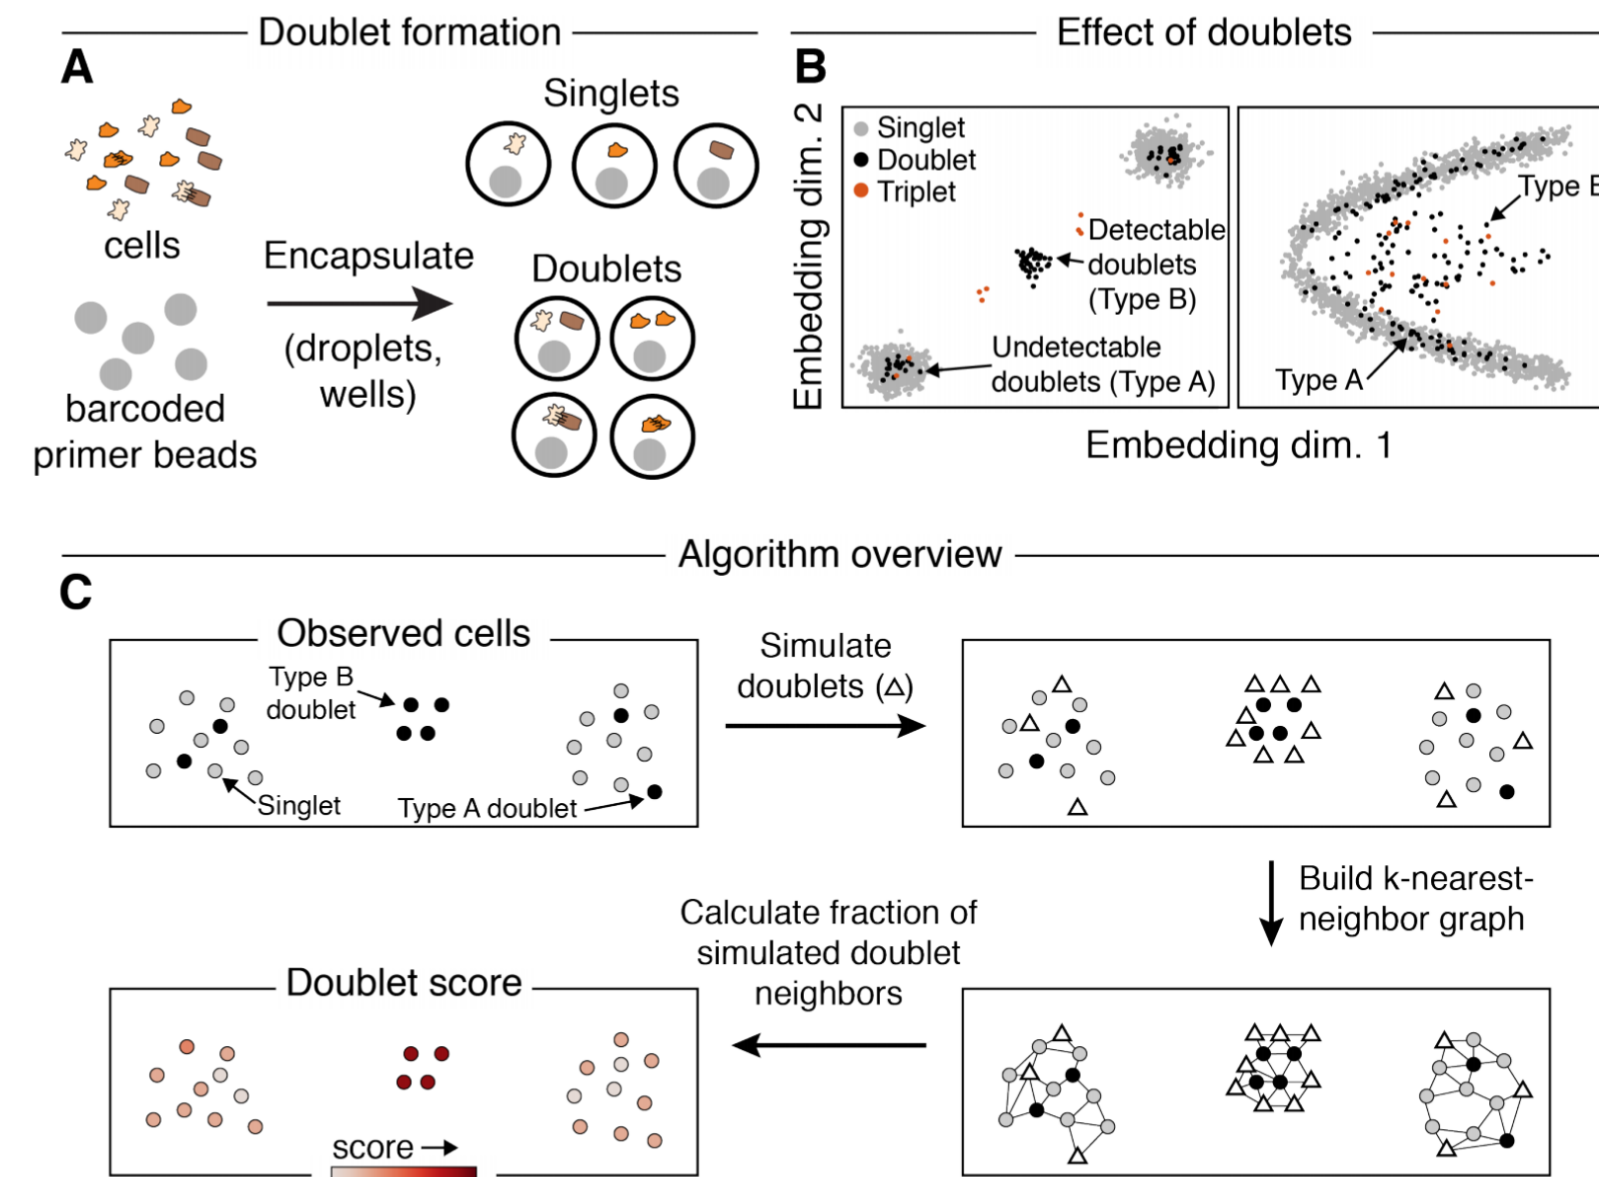 Doublet formation
A
cells
barcoded
primer beads
Encapsulate
(droplets,
wells)
Singlets
Doublets
Effect of doublets
B
Embedding dim. 2
Singlet
Doublet
Triplet
Detectable
doublets
(Type B)
Undetectable
doublets (Type A)
Type
Type A
Embedding dim. 1
Algorithm overview
C
Observed cells
Type B
doublet
Singlet
Type A doublet
Simulate
doublets (△)
Build k-nearest-
neighbor graph
Calculate fraction of
simulated doublet
neighbors
Doublet score
score